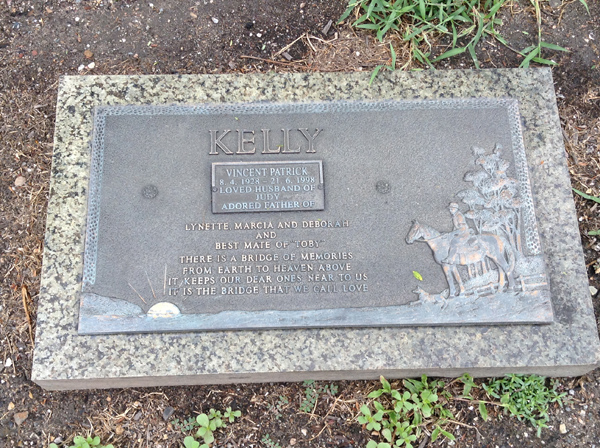 KELLY
VINCENT PATRICK
8. 4. 1928 - 21. 6. 1998
LOVED HUSBAND OF
JUDY
ADORED FATHER OF
LYNETTE MARCIA AND DEBORAH
AND
BEST MATE OF "TOBY"
THERE IS A BRIDGE OF MEMORIES
FROM EARTH TO HEAVEN ABOVE
IT KEEPS OUR DEAR ONES NEAR TO US
IT IS THE BRIDGE THAT WE CALL LOVE